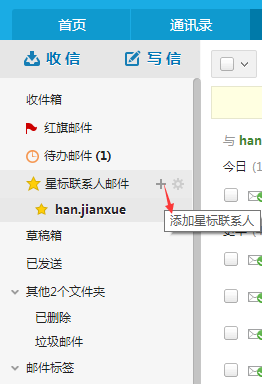 首页 通讯录
收信 写信
收件箱
红旗邮件
待办邮件 (1)
星标联系人邮件
han.jianxue
添加星标联系人
草稿箱
已发送
其他2个文件夹
已删除
垃圾邮件
邮件标签
与 han
今天 (1